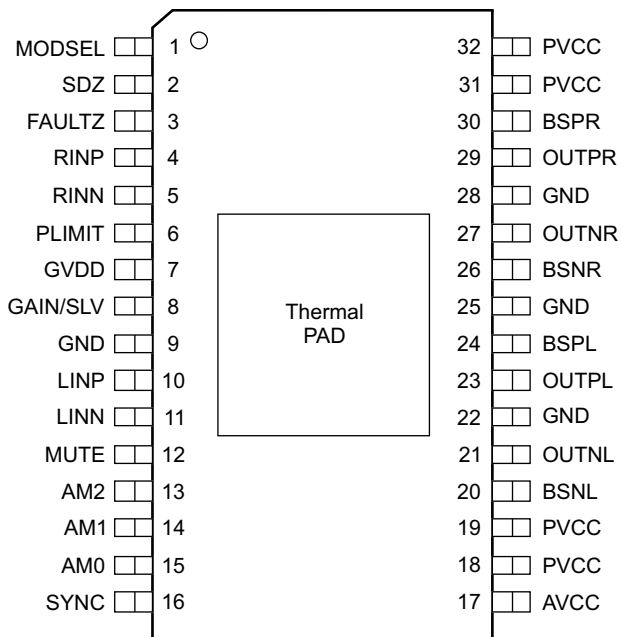 MODSEL 1 32 PVCC
SDZ 2 31 PVCC
FAULTZ 3 30 BSPR
RINP 4 29 OUTPR
RINN 5 28 GND
PLIMIT 6 27 OUTNR
GVDD 7 26 BSNR
GAIN/SLV 8 25 GND
Thermal
PAD
GND 9 24 BSPL
LINP 10 23 OUTPL
LINN 11 22 GND
MUTE 12 21 OUTNL
AM2 13 20 BSNL
AM1 14 19 PVCC
AM0 15 18 PVCC
SYNC 16 17 AVCC